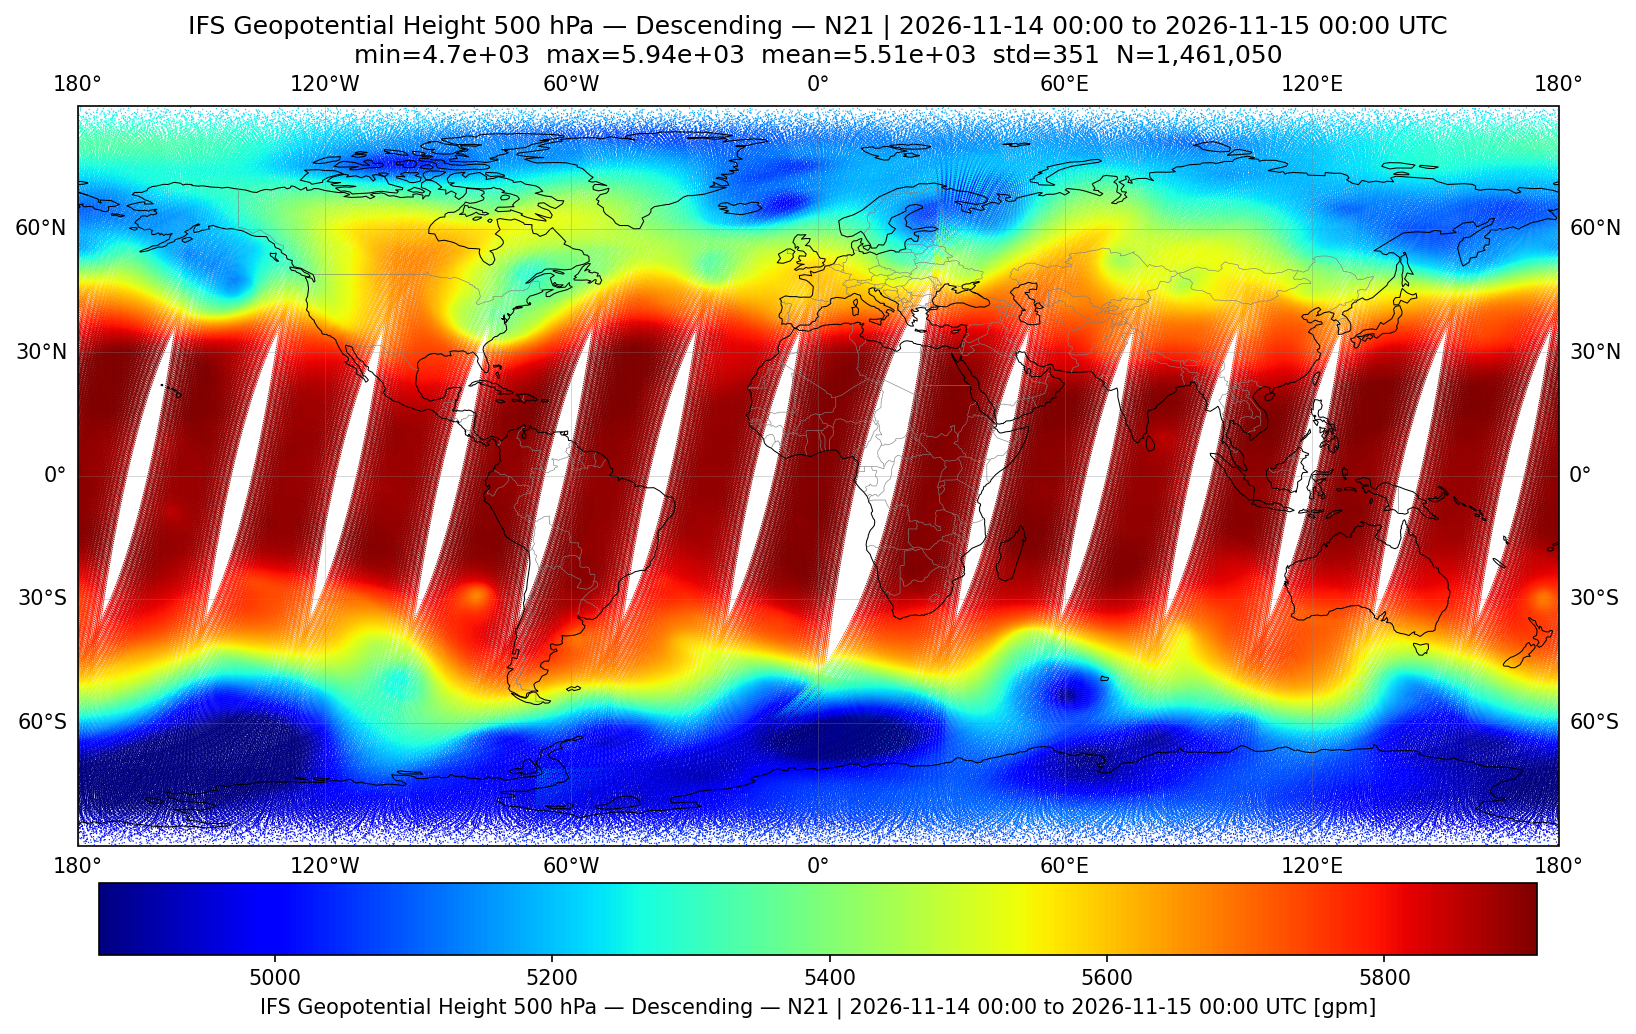 IFS Geopotential Height 500 hPa — Descending — N21 | 2026-11-14 00:00 to 2026-11-15 00:00 UTC
min=4.7e+03  max=5.94e+03  mean=5.51e+03  std=351  N=1,461,050
180° 120°W 60°W 0° 60°E 120°E 180°
60°N 60°N
30°N 30°N
0° 0°
30°S 30°S
60°S 60°S
180° 120°W 60°W 0° 60°E 120°E 180°
5000 5200 5400 5600 5800
IFS Geopotential Height 500 hPa — Descending — N21 | 2026-11-14 00:00 to 2026-11-15 00:00 UTC [gpm]